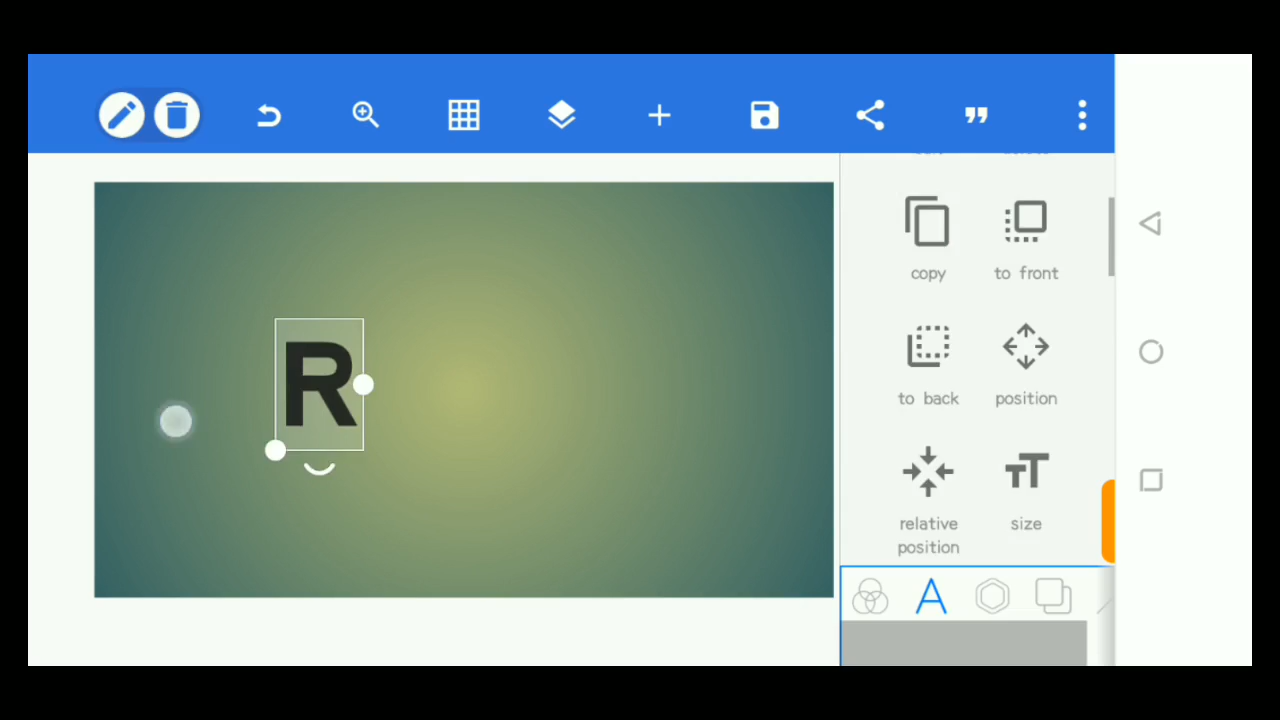 copy
to front
R
to back
position
relative
position
size